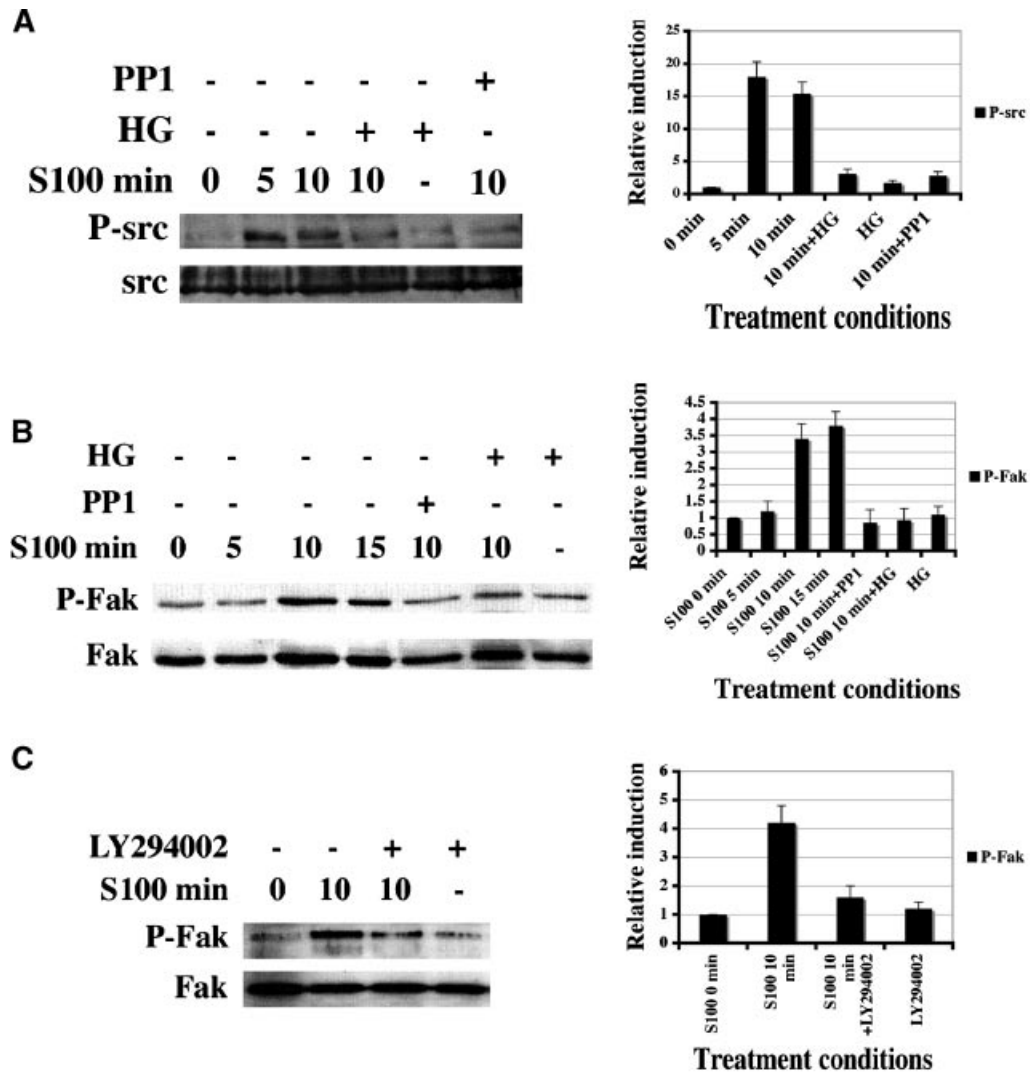 A
PP1 - - - - - +
HG - - - + + -
S100 min 0 5 10 10 - 10
P-src
src
Relative induction
25
20
15
10
5
0
0 min
5 min
10 min
10 min+HG
HG
10 min+PP1
P-src
Treatment conditions
B
HG - - - - - + +
PP1 - - - - + - -
S100 min 0 5 10 15 10 10 -
P-Fak
Fak
Relative induction
4.5
4
3.5
3
2.5
2
1.5
1
0.5
0
S100 0 min
S100 5 min
S100 10 min
S100 15 min
S100 10 min+PP1
S100 10 min+HG
HG
P-Fak
Treatment conditions
C
LY294002 - - + +
S100 min 0 10 10 -
P-Fak
Fak
Relative induction
6
5
4
3
2
1
0
S100 0 min
S100 10
min
S100 10
min
+LY294002
LY294002
P-Fak
Treatment conditions